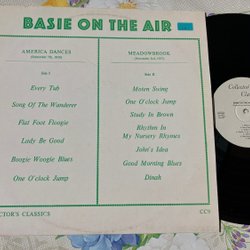 BASIE ON THE AIR
AMERICA DANCES
Side I
Every Tub
Song Of The Wanderer
Flat Foot Floogie
Lady Be Good
Boogie Woogie Blues
One O'clock Jump
MEADOWBROOK
Side II
Moten Swing
One O'clock Jump
Study In Brown
Rhythm In
My Nursery Rhymes
John's Idea
Good Morning Blues
Dinah
CTOR'S CLASSICS
CC9
Collector's